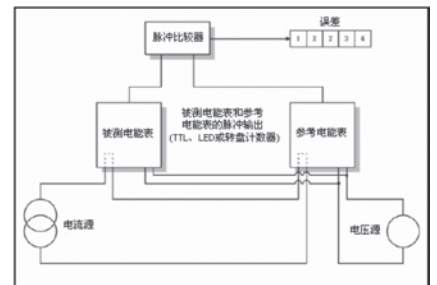 误差
脉冲比较器
1 2 2 3 6
被测电能表和参考
电能表的脉冲输出
(TTL、LED或转盘计数器)
被测电能表
参考电能表
电流源
电压源